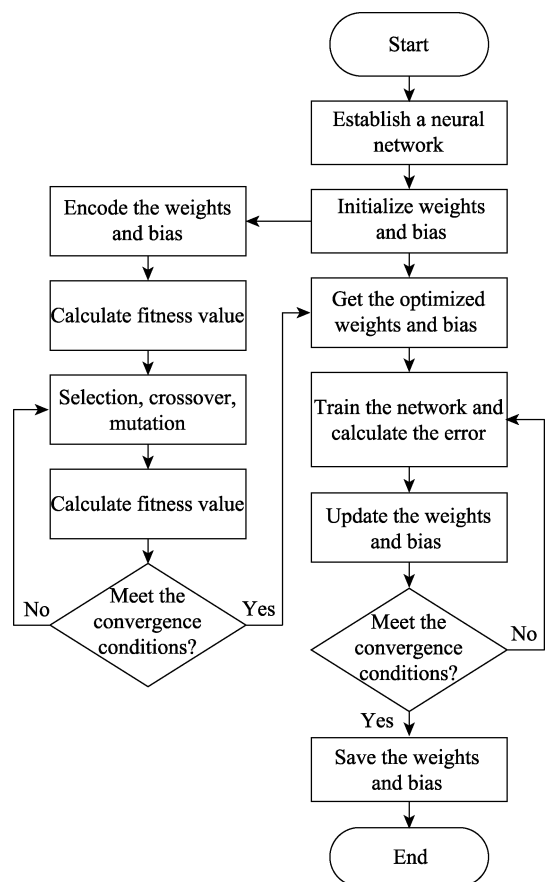 Start
Establish a neural
network
Initialize weights
and bias
Encode the weights
and bias
Calculate fitness value
Selection, crossover,
mutation
Calculate fitness value
Meet the
convergence
conditions?
No
Yes
Get the optimized
weights and bias
Train the network and
calculate the error
Update the weights
and bias
Meet the
convergence
conditions?
No
Yes
Save the weights
and bias
End